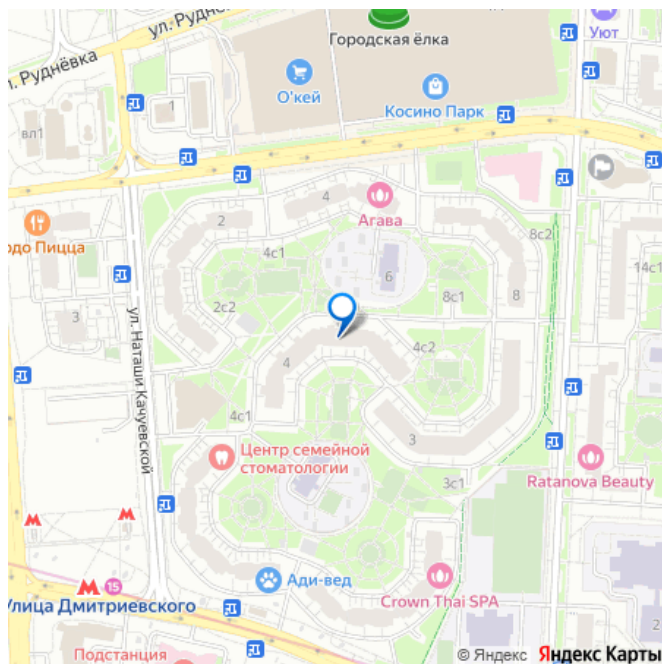 ул. Рудне
Уют
Городская ёлка
л. Руднёвка
О'кей
Косино Парк
1
вл1
4
2
Агава
8с2
одо Пицца
4с1
6
14с1
2с2
8с1
8
3
ул. Наташи Качуевской
4
4с2
4с1
3
Центр семейной
стоматологии
3с1
Ratanova Beauty
15
Ади-вед
Улица Дмитриевского
Crown Thai SPA
Подстанция
© Яндекс Яндекс Карты